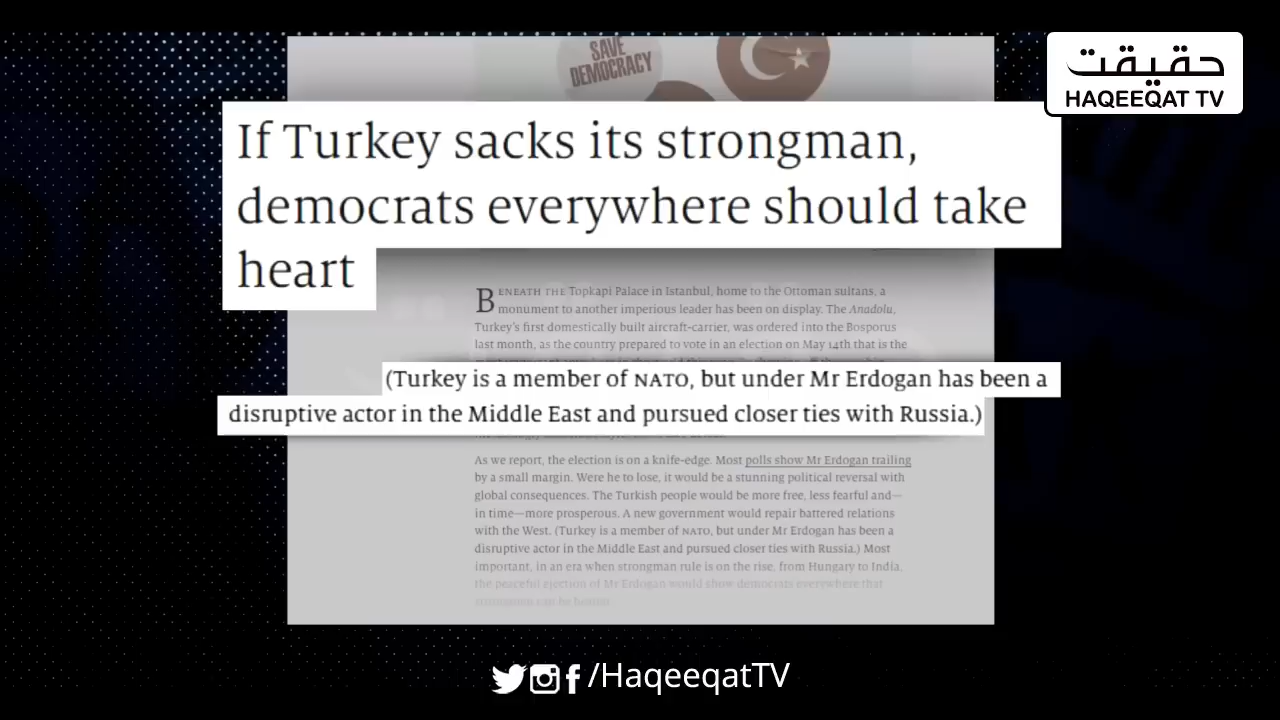 SAVE
DEMOCRACY
حقیقت
HAQEEQAT TV
If Turkey sacks its strongman,
democrats everywhere should take
heart
BENEATH THE Topkapi Palace in Istanbul, home to the Ottoman sultans, a
monument to another imperious leader has been on display. The Anadolu,
Turkey's first domestically built aircraft-carrier, was ordered into the Bosporus
last month, as the country prepared to vote in an election on May 14th that is the
(Turkey is a member of NATO, but under Mr Erdogan has been a
disruptive actor in the Middle East and pursued closer ties with Russia.)
As we report, the election is on a knife-edge. Most polls show Mr Erdogan trailing
by a small margin. Were he to lose, it would be a stunning political reversal with
global consequences. The Turkish people would be more free, less fearful and—
in time—more prosperous. A new government would repair battered relations
with the West. (Turkey is a member of NATO, but under Mr Erdogan has been a
disruptive actor in the Middle East and pursued closer ties with Russia.) Most
important, in an era when strongman rule is on the rise, from Hungary to India,
the peaceful ejection of Mr Erdogan would show democrats everywhere that
strongmen can be beaten
/HaqeeqatTV